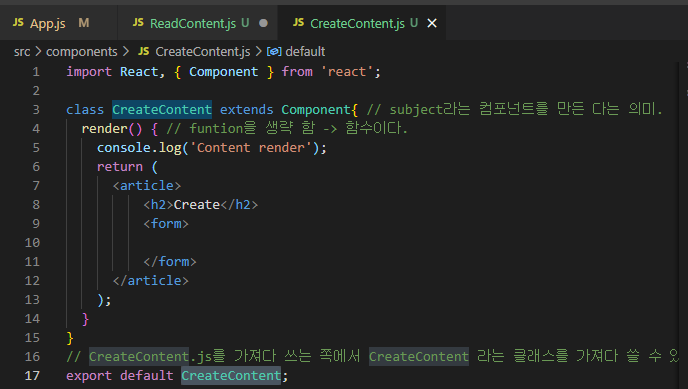 JS App.js M JS ReadContent.js U ● JS CreateContent.js U ×
src > components > JS CreateContent.js > default
1 import React, { Component } from 'react';
2
3 class CreateContent extends Component{ // subject라는 컴포넌트를 만든 다는 의미.
4 render() { // funtion을 생략 함 -> 함수이다.
5 console.log('Content render');
6 return (
7 <article>
8 <h2>Create</h2>
9 <form>
10
11 </form>
12 </article>
13 );
14 }
15 }
16 // CreateContent.js를 가져다 쓰는 쪽에서 CreateContent 라는 클래스를 가져다 쓸 수 있
17 export default CreateContent;